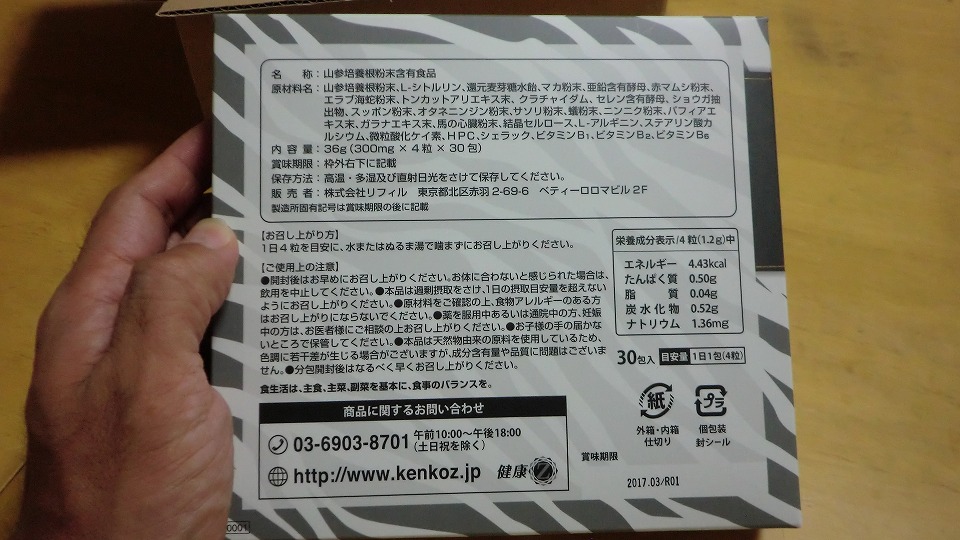 名　称：山参培養根粉末含有食品
原材料名：山参培養根粉末、L-シトルリン、還元麦芽糖水飴、マカ粉末、亜鉛含有酵母、赤マムシ粉末、
エラブ海蛇粉末、トンカットアリエキス末、クラチャイダム、セレン含有酵母、ショウガ抽
出物、スッポン粉末、オタネニンジン粉末、サソリ粉末、蟻粉末、ニンニク粉末、パフィアエ
キス末、ガラナエキス末、馬の心臓粉末、結晶セルロース、L-アルギニン、ステアリン酸カ
ルシウム、微粒酸化ケイ素、HPC、シェラック、ビタミンB₁、ビタミンB₂、ビタミンB₆
内容量：36g（300mg×4粒×30包）
賞味期限：枠外右下に記載
保存方法：高温・多湿及び直射日光をさけて保存してください。
販売者：株式会社リフィル　東京都北区赤羽2-69-6　ベティーロロマビル2F
製造所固有記号は賞味期限の後に記載
【お召し上がり方】
1日4粒を目安に、水またはぬるま湯で噛まずにお召し上がりください。
【ご使用上の注意】
●開封後はお早めにお召し上がりください。お体に合わないと感じられた場合は、
飲用を中止してください。●本品は過剰摂取をさけ、1日の摂取目安量を超えない
ようにお召し上がりください。●原材料をご確認の上、食物アレルギーのある方
はお召し上がりにならないでください。●薬を服用中あるいは通院中の方、妊娠
中の方は、お医者様にご相談の上お召し上がりください。●お子様の手の届かな
いところで保管してください。●本品は天然物由来の原料を使用しているため、
色調に若干差が生じる場合がございますが、成分含有量や品質に問題はございま
せん。●分包開封後はなるべく早くお召し上がりください。
食生活は、主食、主菜、副菜を基本に、食事のバランスを。
栄養成分表示/4粒(1.2g)中
エネルギー 4.43kcal
たんぱく質 0.50g
脂　質 0.04g
炭水化物 0.52g
ナトリウム 1.36mg
30包入 目安量 1日1包(4粒)
商品に関するお問い合わせ
03-6903-8701 午前10:00〜午後18:00
（土日祝を除く）
http://www.kenkoz.jp 健康
紙
外箱・内箱
仕切り
プラ
個包装
封シール
賞味期限
2017.03/R01
0001